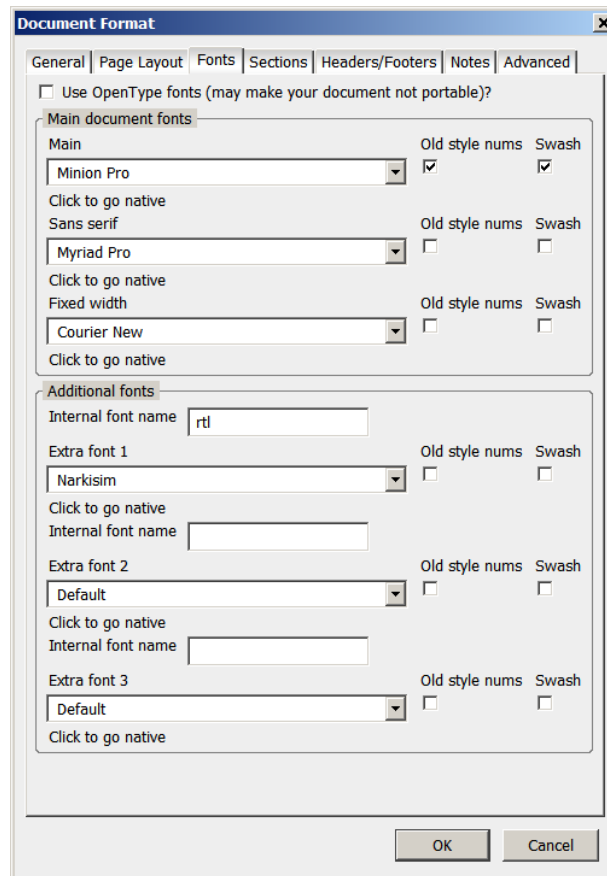 Document Format
General Page Layout Fonts Sections Headers/Footers Notes Advanced
Use OpenType fonts (may make your document not portable)?
Main document fonts
Main Old style nums Swash
Minion Pro
Click to go native
Sans serif Old style nums Swash
Myriad Pro
Click to go native
Fixed width Old style nums Swash
Courier New
Click to go native
Additional fonts
Internal font name rtl
Extra font 1 Old style nums Swash
Narkisim
Click to go native
Internal font name
Extra font 2 Old style nums Swash
Default
Click to go native
Internal font name
Extra font 3 Old style nums Swash
Default
Click to go native
OK Cancel